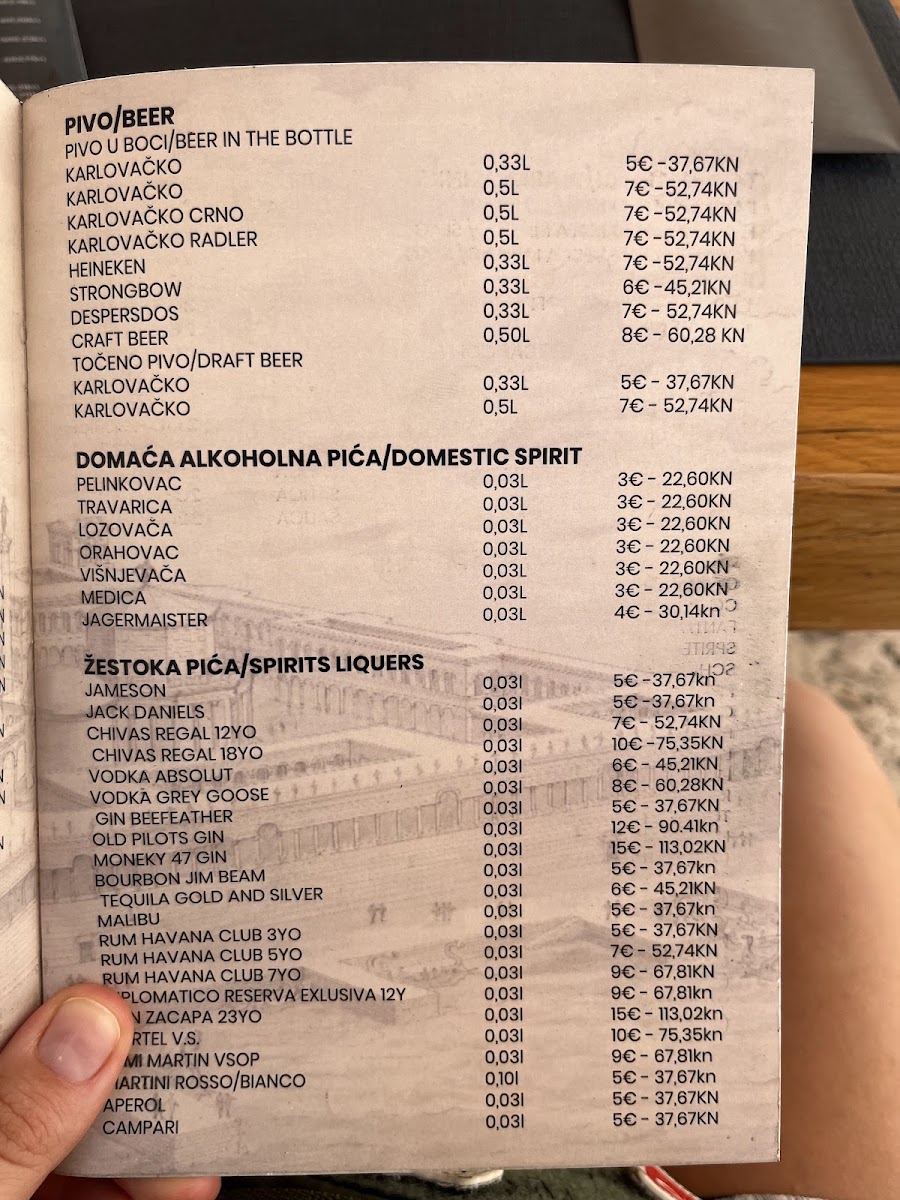 PIVO/BEER
PIVO U BOCI/BEER IN THE BOTTLE
KARLOVAČKO 0,33L 5€ -37,67KN
KARLOVAČKO 0,5L 7€ -52,74KN
KARLOVAČKO CRNO 0,5L 7€ -52,74KN
KARLOVAČKO RADLER 0,5L 7€ -52,74KN
HEINEKEN 0,33L 7€ -52,74KN
STRONGBOW 0,33L 6€ -45,21KN
DESPERSDOS 0,33L 7€ - 52,74KN
CRAFT BEER 0,50L 8€ - 60,28 KN
TOČENO PIVO/DRAFT BEER
KARLOVAČKO 0,33L 5€ - 37,67KN
KARLOVAČKO 0,5L 7€ - 52,74KN
DOMAĆA ALKOHOLNA PIĆA/DOMESTIC SPIRIT
PELINKOVAC 0,03L 3€ - 22,60KN
TRAVARICA 0,03L 3€ - 22,60KN
LOZOVAČA 0,03L 3€ - 22,60KN
ORAHOVAC 0,03L 3€ - 22,60KN
VIŠNJEVAČA 0,03L 3€ - 22,60KN
MEDICA 0,03L 3€ - 22,60KN
JAGERMAISTER 0,03L 4€ - 30,14kn
ŽESTOKA PIĆA/SPIRITS LIQUERS
JAMESON 0,03l 5€ -37,67kn
JACK DANIELS 0,03l 5€ -37,67kn
CHIVAS REGAL 12YO 0,03l 7€ - 52,74KN
CHIVAS REGAL 18YO 0,03l 10€ -75,35KN
VODKA ABSOLUT 0,03l 6€ - 45,21KN
VODKA GREY GOOSE 0,03l 8€ - 60,28KN
GIN BEEFEATHER 0,03l 5€ - 37,67KN
OLD PILOTS GIN 0,03l 12€ - 90.41kn
MONEKY 47 GIN 0,03l 15€ - 113,02KN
BOURBON JIM BEAM 0,03l 5€ - 37,67kn
TEQUILA GOLD AND SILVER 0,03l 6€ - 45,21KN
MALIBU 0,03l 5€ - 37,67kn
RUM HAVANA CLUB 3YO 0,03l 5€ - 37,67KN
RUM HAVANA CLUB 5YO 0,03l 7€ - 52,74KN
RUM HAVANA CLUB 7YO 0,03l 9€ - 67,81KN
IPLOMATICO RESERVA EXLUSIVA 12Y 0,03l 9€ - 67,81kn
N ZACAPA 23YO 0,03l 15€ - 113,02kn
RTEL V.S. 0,03l 10€ - 75,35kn
MI MARTIN VSOP 0,03l 9€ - 67,81kn
ARTINI ROSSO/BIANCO 0,10l 5€ - 37,67kn
APEROL 0,03l 5€ - 37,67KN
CAMPARI 0,03l 5€ - 37,67KN